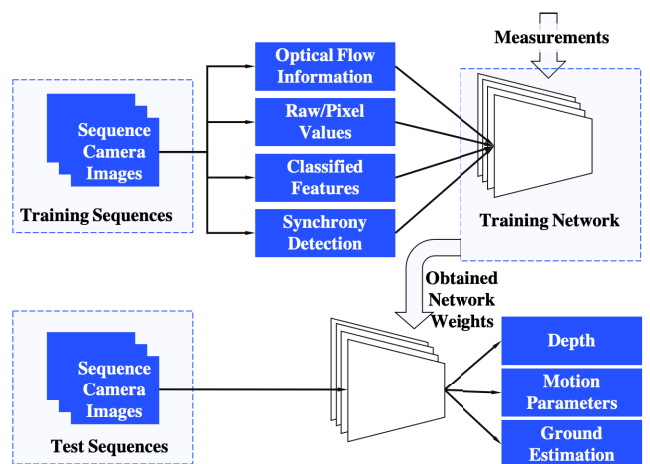 Measurements
Optical Flow
Information
Raw/Pixel
Values
Classified
Features
Synchrony
Detection
Sequence
Camera
Images
Training Sequences
Training Network
Obtained
Network
Weights
Sequence
Camera
Images
Test Sequences
Depth
Motion
Parameters
Ground
Estimation